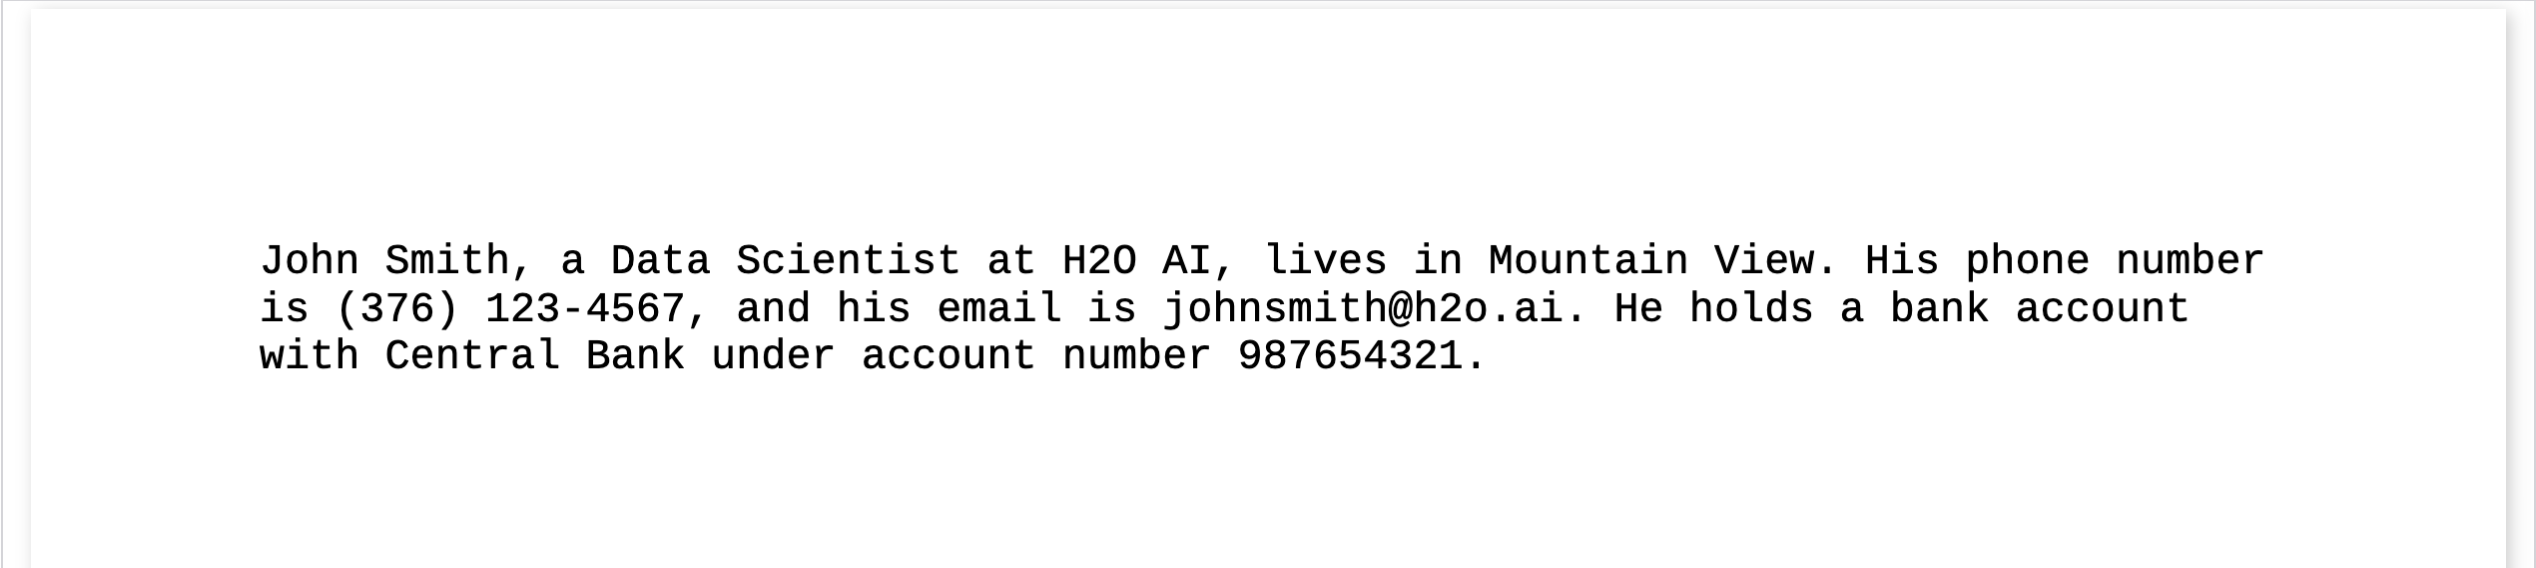 John Smith, a Data Scientist at H2O AI, lives in Mountain View. His phone number
is (376) 123-4567, and his email is johnsmith@h2o.ai. He holds a bank account
with Central Bank under account number 987654321.